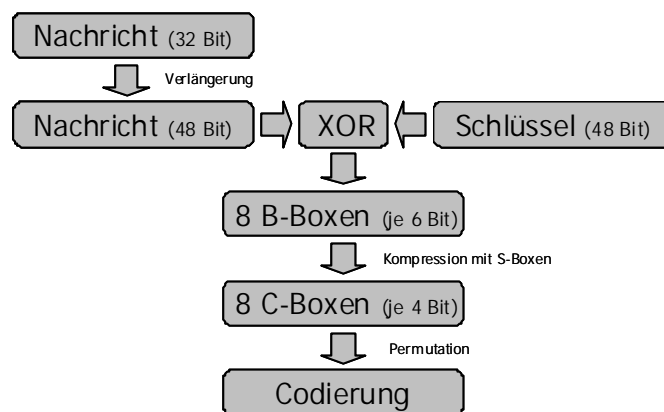 Nachricht (32 Bit)
Verlängerung
Nachricht (48 Bit)
XOR
Schlüssel (48 Bit)
8 B-Boxen (je 6 Bit)
Kompression mit S-Boxen
8 C-Boxen (je 4 Bit)
Permutation
Codierung